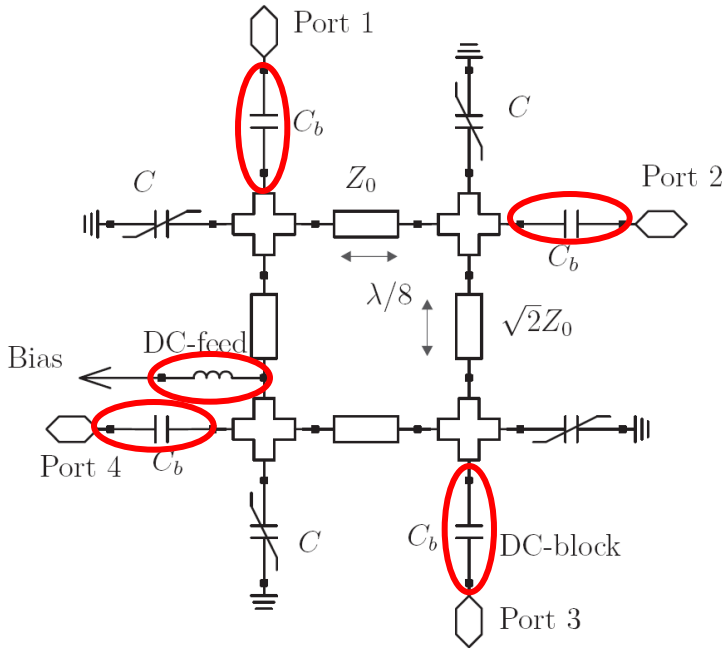 Port 1
C_b
C
C
Z_0
Port 2
C_b
λ/8
√2Z_0
DC-feed
Bias
Port 4
C_b
C
C_b
DC-block
Port 3